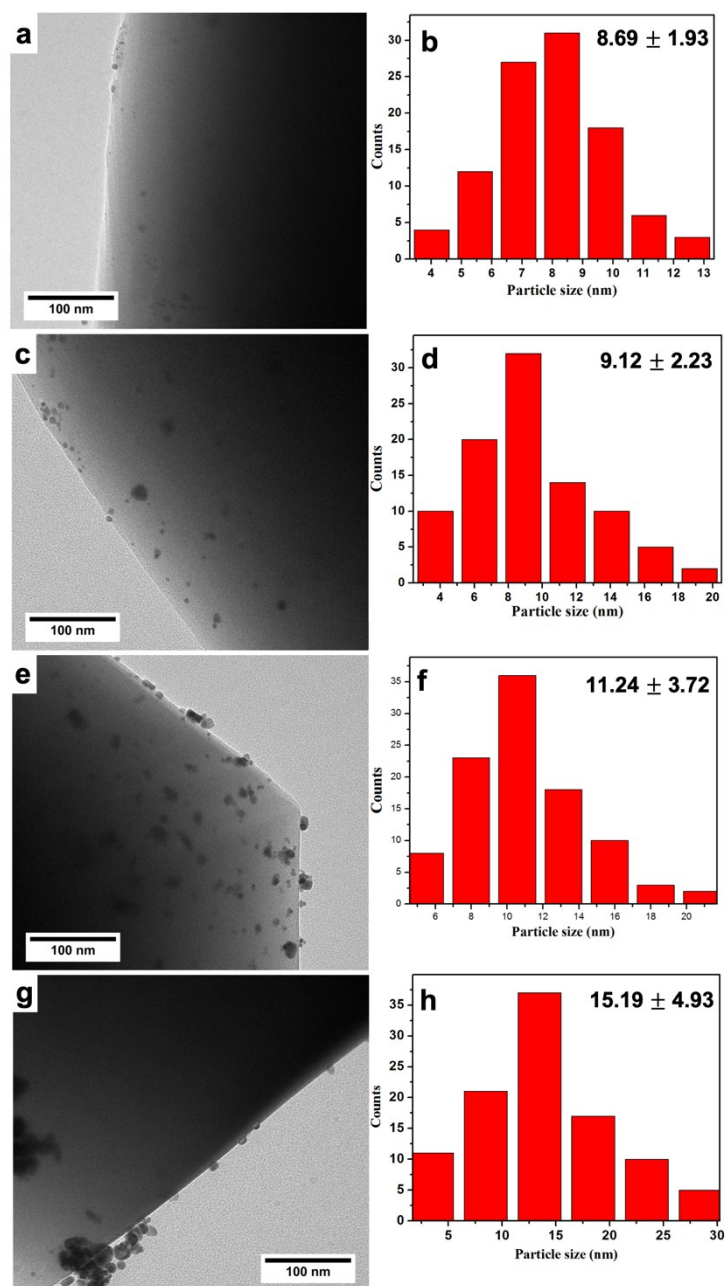 a
100 nm
b
8.69 ± 1.93
Counts
30
25
20
15
10
5
0
4 5 6 7 8 9 10 11 12 13
Particle size (nm)
c
100 nm
d
9.12 ± 2.23
Counts
30
25
20
15
10
5
0
4 6 8 10 12 14 16 18 20
Particle size (nm)
e
100 nm
f
11.24 ± 3.72
Counts
35
30
25
20
15
10
5
0
6 8 10 12 14 16 18 20
Particle size (nm)
g
100 nm
h
15.19 ± 4.93
Counts
35
30
25
20
15
10
5
0
5 10 15 20 25 30
Particle size (nm)